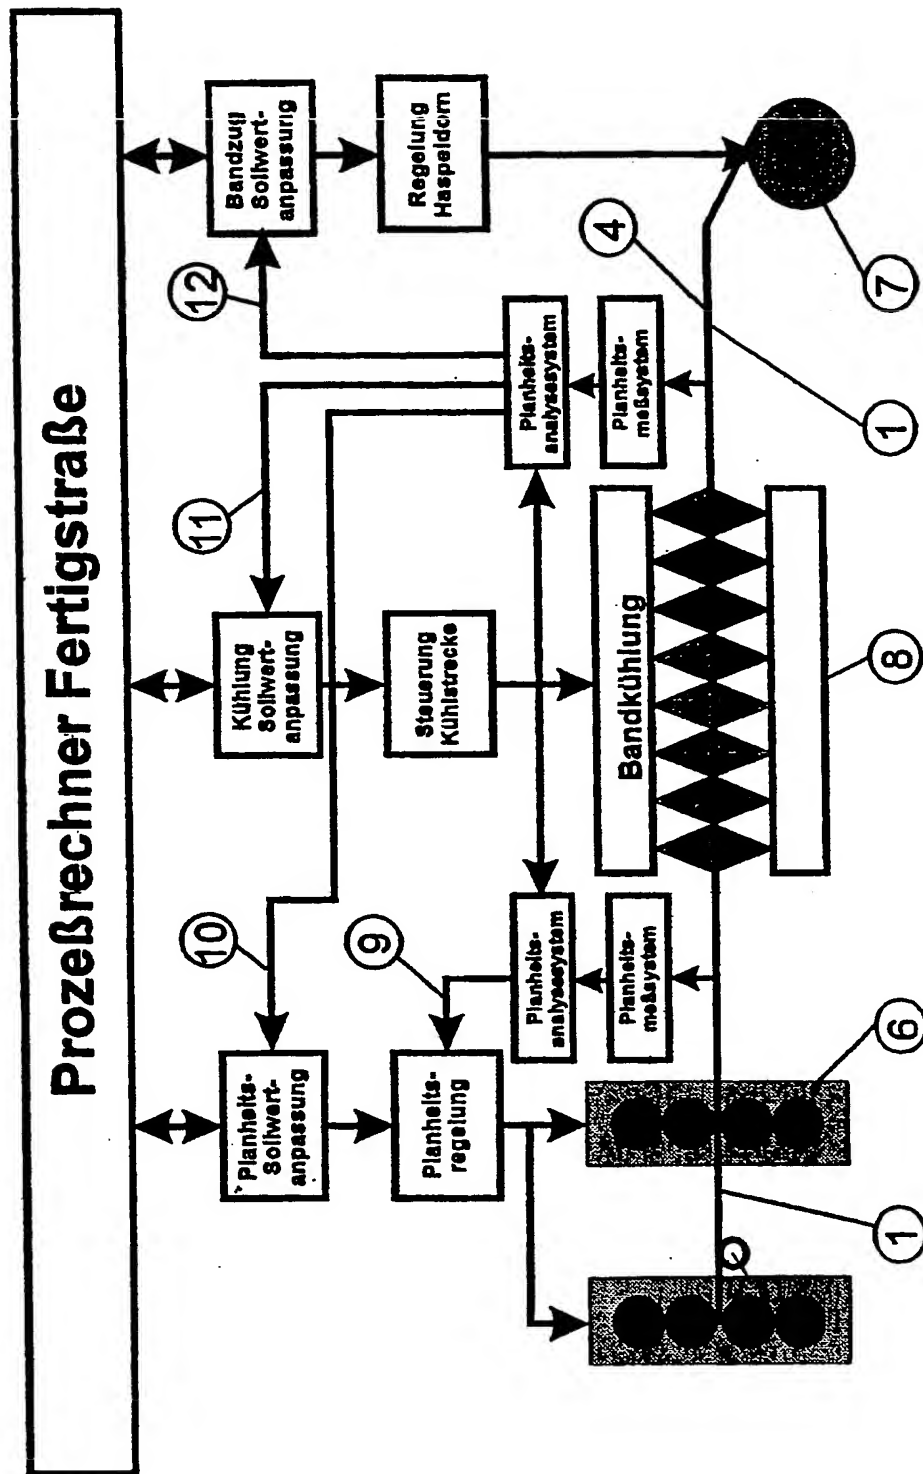 Prozeßrechner Fertigstraße
Planheits-
Sollwert-
anpassung
10
Kühlung
Sollwert-
anpassung
11
12
Bandzug
Sollwert-
anpassung
Planheits-
regelung
9
Steuerung
Kühlstrecke
Regelung
Haspeldorn
Planheits-
analysesystem
Planheits-
analysesystem
Planheits-
meßsystem
Planheits-
meßsystem
Bandkühlung
4
1
6
8
1
7